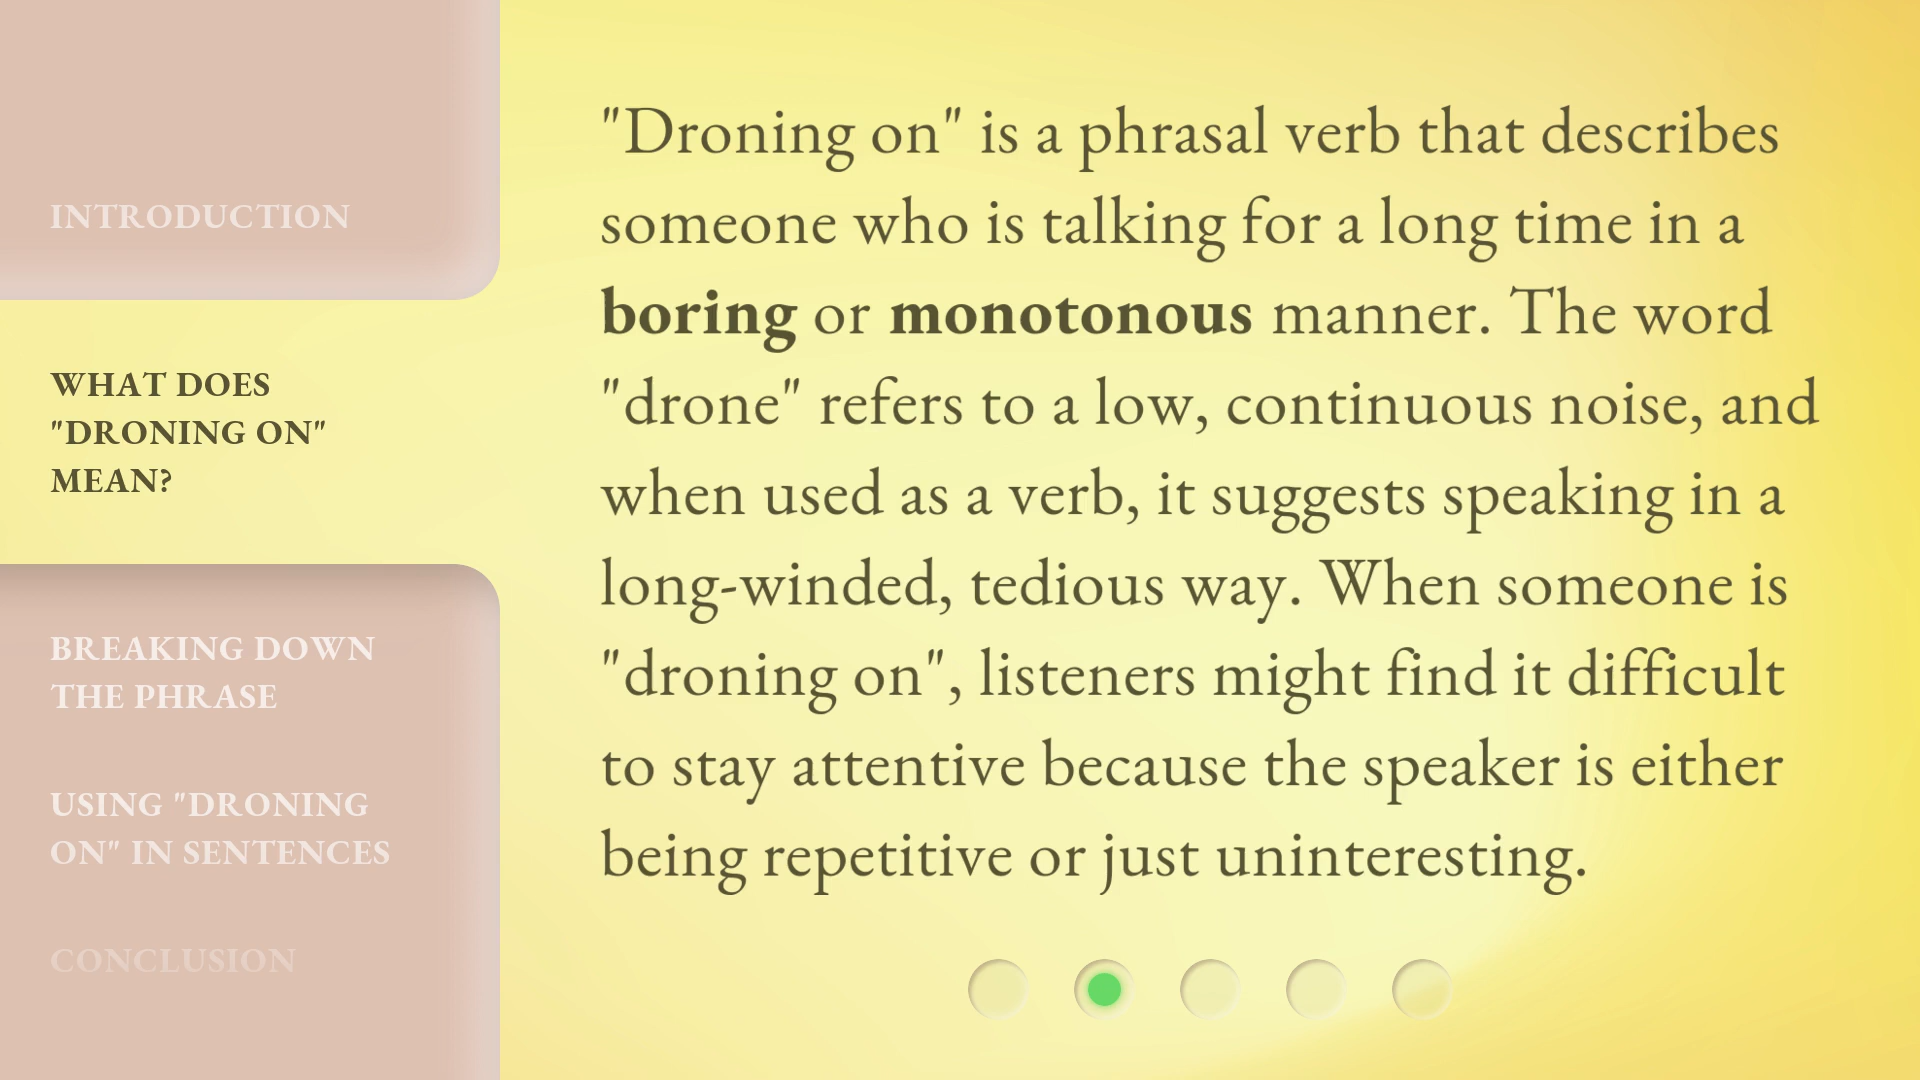 INTRODUCTION
WHAT DOES
"DRONING ON"
MEAN?
BREAKING DOWN
THE PHRASE
USING "DRONING
ON" IN SENTENCES
CONCLUSION
"Droning on" is a phrasal verb that describes
someone who is talking for a long time in a
boring or monotonous manner. The word
"drone" refers to a low, continuous noise, and
when used as a verb, it suggests speaking in a
long-winded, tedious way. When someone is
"droning on", listeners might find it difficult
to stay attentive because the speaker is either
being repetitive or just uninteresting.